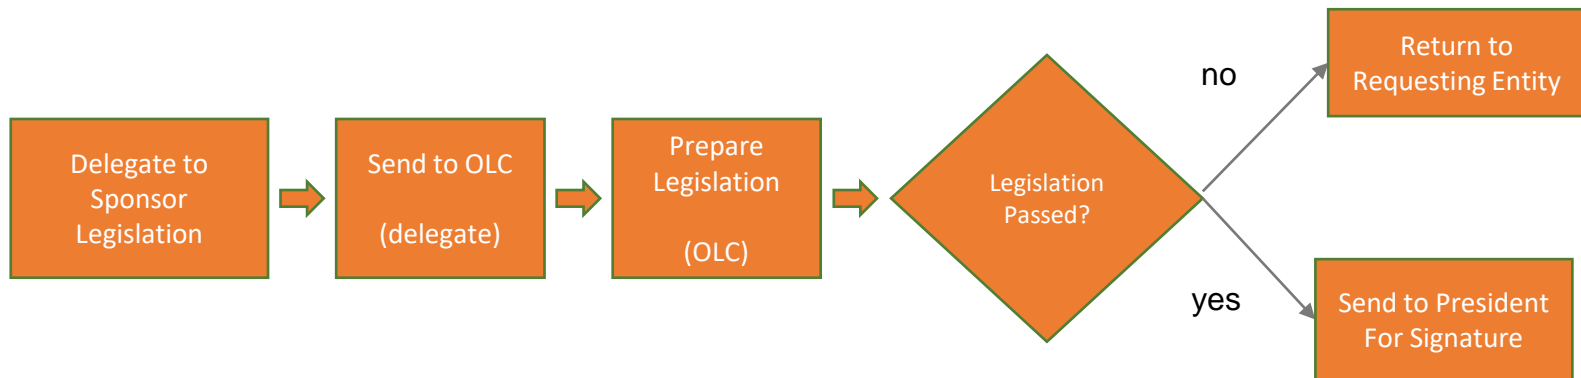 Delegate to
Sponsor
Legislation
Send to OLC
(delegate)
Prepare
Legislation
(OLC)
Legislation
Passed?
no
Return to
Requesting Entity
yes
Send to President
For Signature